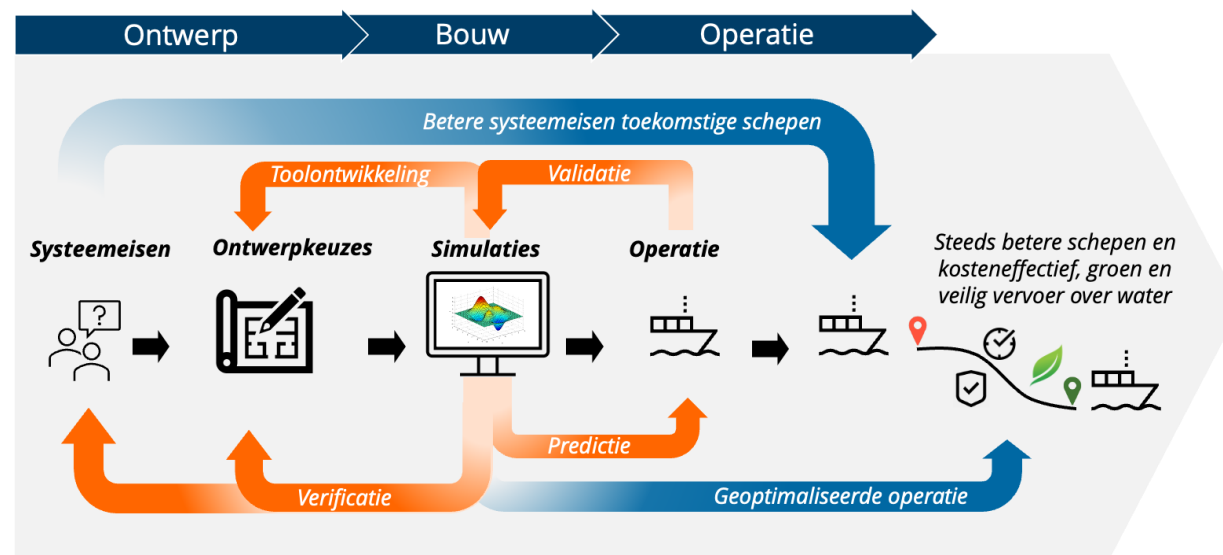 Ontwerp
Bouw
Operatie
Betere systeemeisen toekomstige schepen
Toolontwikkeling
Validatie
Systeemeisen
Ontwerpkeuzes
Simulaties
Operatie
Steeds betere schepen en
kosteneffectief, groen en
veilig vervoer over water
?
Predictie
Verificatie
Geoptimaliseerde operatie